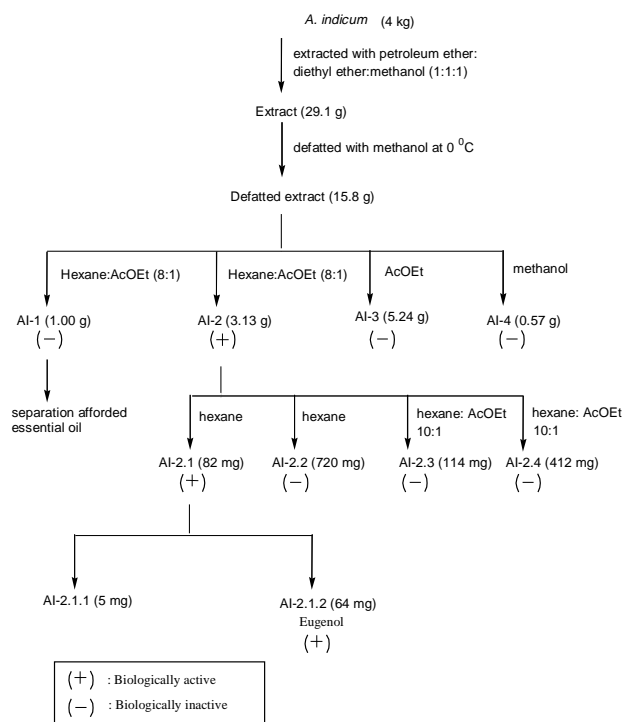 A. indicum (4 kg)
extracted with petroleum ether:
diethyl ether:methanol (1:1:1)
Extract (29.1 g)
defatted with methanol at 0 ⁰C
Defatted extract (15.8 g)
Hexane:AcOEt (8:1)
Hexane:AcOEt (8:1)
AcOEt
methanol
AI-1 (1.00 g)
AI-2 (3.13 g)
AI-3 (5.24 g)
AI-4 (0.57 g)
(−)
(+)
(−)
(−)
separation afforded
essential oil
hexane
hexane
hexane: AcOEt
10:1
hexane: AcOEt
10:1
AI-2.1 (82 mg)
AI-2.2 (720 mg)
AI-2.3 (114 mg)
AI-2.4 (412 mg)
(+)
(−)
(−)
(−)
AI-2.1.1 (5 mg)
AI-2.1.2 (64 mg)
Eugenol
(+)
(+) : Biologically active
(−) : Biologically inactive